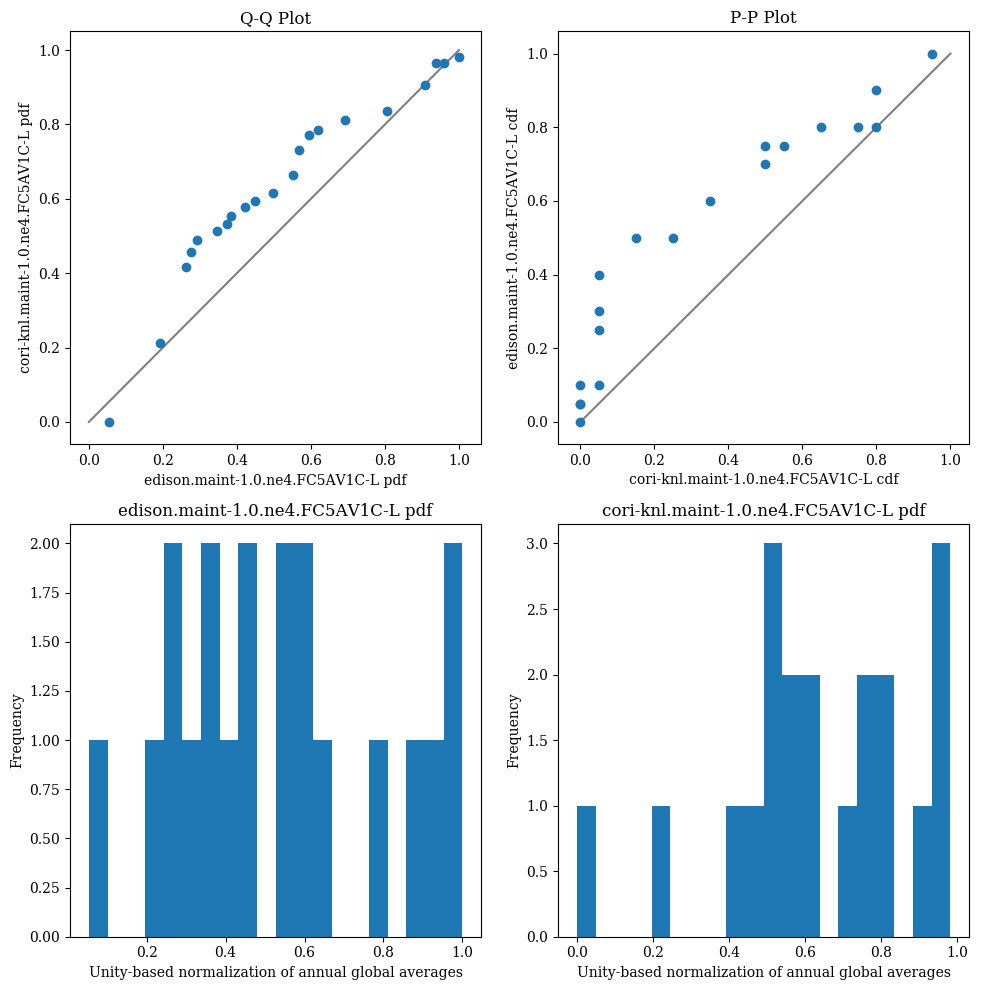 Q-Q Plot
P-P Plot
1.0
0.8
0.6
0.4
0.2
0.0
cori-knl.maint-1.0.ne4.FC5AV1C-L pdf
0.0 0.2 0.4 0.6 0.8 1.0
edison.maint-1.0.ne4.FC5AV1C-L pdf
1.0
0.8
0.6
0.4
0.2
0.0
edison.maint-1.0.ne4.FC5AV1C-L cdf
0.0 0.2 0.4 0.6 0.8 1.0
cori-knl.maint-1.0.ne4.FC5AV1C-L cdf
edison.maint-1.0.ne4.FC5AV1C-L pdf
2.00
1.75
1.50
1.25
1.00
0.75
0.50
0.25
0.00
Frequency
0.2 0.4 0.6 0.8 1.0
Unity-based normalization of annual global averages
cori-knl.maint-1.0.ne4.FC5AV1C-L pdf
3.0
2.5
2.0
1.5
1.0
0.5
0.0
Frequency
0.0 0.2 0.4 0.6 0.8 1.0
Unity-based normalization of annual global averages